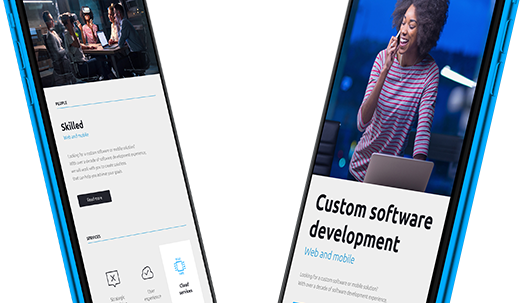 PEOPLE
Skilled
Web and mobile
Looking for a custom software or mobile solution?
With over a decade of software development experience,
we will work with you to create solutions
that can help you achieve your goals
Read more
SERVICES
Strategic
User
experience
Cloud
services
Custom software
development
Web and mobile
Looking for a custom software or mobile solution?
With over a decade of software development experience,